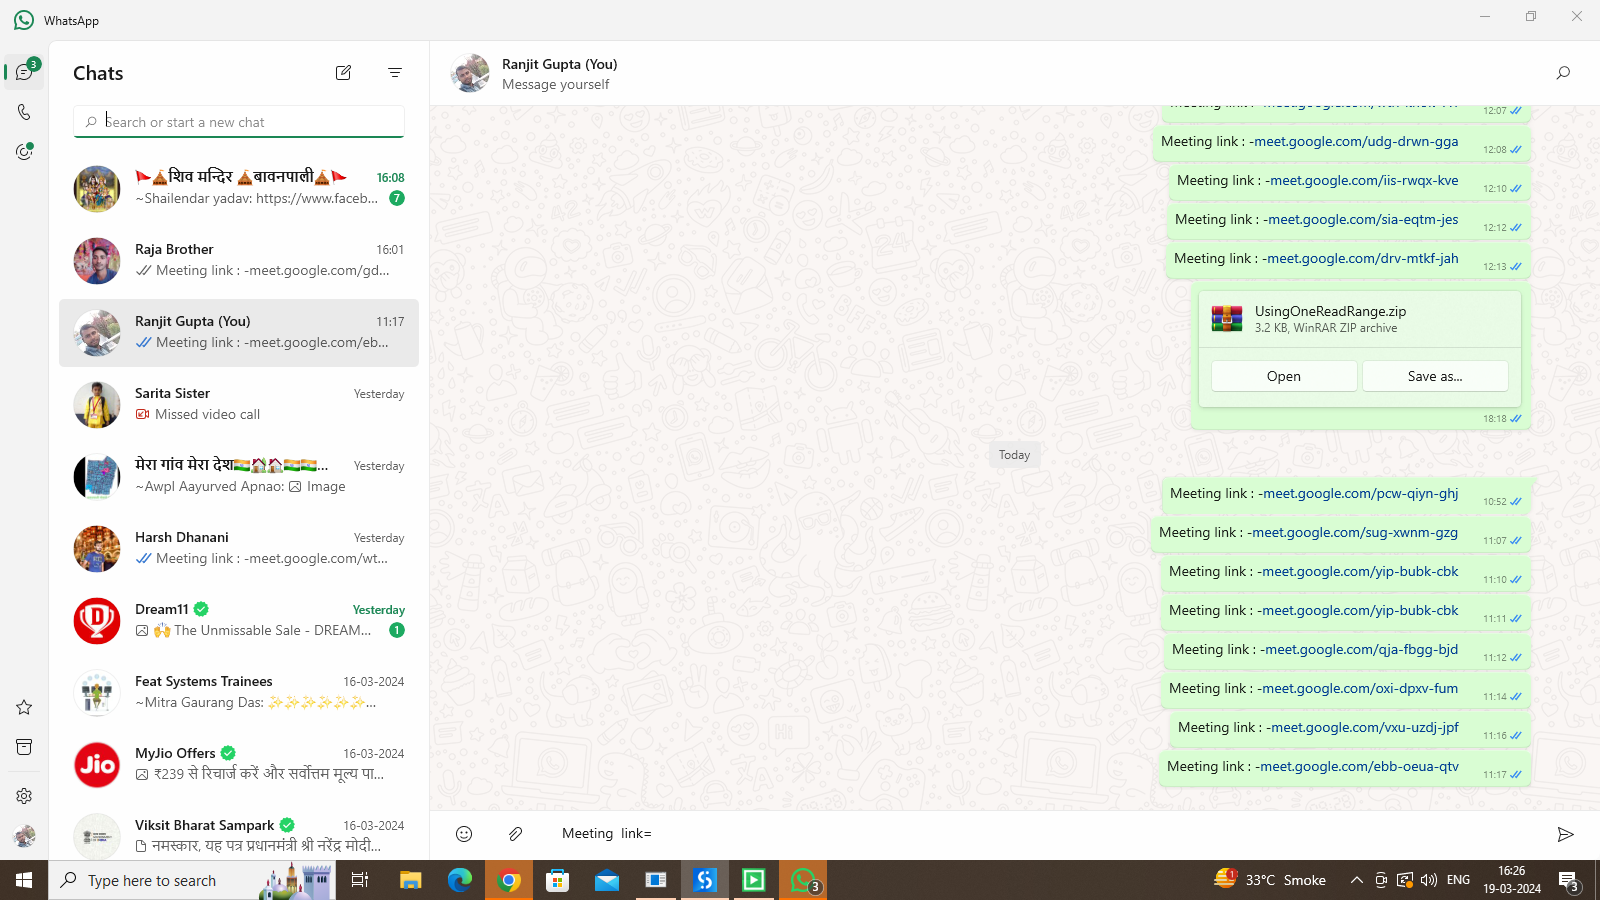 WhatsApp
3
Chats
Search or start a new chat
🚩🛕शिव मन्दिर 🛕बावनपाली🛕🚩 16:08
~Shailendar yadav: https://www.faceb... 7
Raja Brother 16:01
Meeting link : -meet.google.com/gd...
Ranjit Gupta (You) 11:17
Meeting link : -meet.google.com/eb...
Sarita Sister Yesterday
Missed video call
मेरा गांव मेरा देश🇮🇳🏠🏠🇮🇳🇮🇳... Yesterday
~Awpl Aayurved Apnao: Image
Harsh Dhanani Yesterday
Meeting link : -meet.google.com/wt...
Dream11 Yesterday
🙌 The Unmissable Sale - DREAM... 1
Feat Systems Trainees 16-03-2024
~Mitra Gaurang Das: ✨✨✨✨✨✨...
MyJio Offers 16-03-2024
₹239 से रिचार्ज करें और सर्वोत्तम मूल्य पा...
Viksit Bharat Sampark 16-03-2024
नमस्कार, यह पत्र प्रधानमंत्री श्री नरेंद्र मोदी...
Ranjit Gupta (You)
Message yourself
12:07
Meeting link : -meet.google.com/udg-drwn-gga 12:08
Meeting link : -meet.google.com/iis-rwqx-kve 12:10
Meeting link : -meet.google.com/sia-eqtm-jes 12:12
Meeting link : -meet.google.com/drv-mtkf-jah 12:13
UsingOneReadRange.zip
3.2 KB, WinRAR ZIP archive
Open Save as...
18:18
Today
Meeting link : -meet.google.com/pcw-qiyn-ghj 10:52
Meeting link : -meet.google.com/sug-xwnm-gzg 11:07
Meeting link : -meet.google.com/yip-bubk-cbk 11:10
Meeting link : -meet.google.com/yip-bubk-cbk 11:11
Meeting link : -meet.google.com/qja-fbgg-bjd 11:12
Meeting link : -meet.google.com/oxi-dpxv-fum 11:14
Meeting link : -meet.google.com/vxu-uzdj-jpf 11:16
Meeting link : -meet.google.com/ebb-oeua-qtv 11:17
Meeting  link=
Type here to search
3
1
33°C Smoke
ENG
16:26
19-03-2024
3